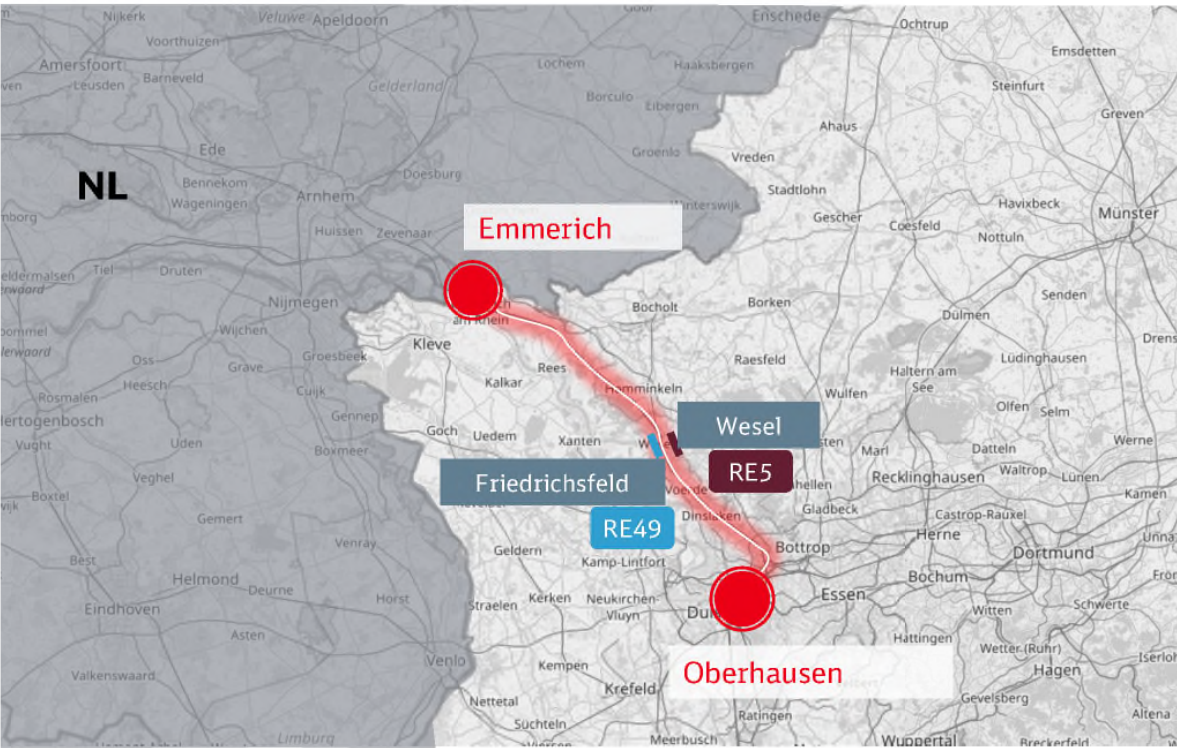 Nijkerk
Veluwe
Apeldoorn
Goor
Enschede
Ochtrup
Voorthuizen
Emsdetten
Amersfoort
Barneveld
Lochem
Haaksbergen
Leusden
Gelderland
Steinfurt
Borculo
Eibergen
Greven
Ahaus
Ede
Groenlo
Vreden
Doesburg
NL
Bennekom
Arnhem
Wageningen
Stadtlohn
Winterswijk
Havixbeck
Gescher
Coesfeld
Münster
Emmerich
Huissen
Zevenaar
Nottuln
Tiel
Druten
Nijmegen
Bocholt
Borken
Senden
Dülmen
am Rhein
Wijchen
Kleve
Groesbeek
Oss
Grave
Rees
Raesfeld
Lüdinghausen
Heesch
Kalkar
Hamminkeln
Haltern am
See
Cuijk
Wulfen
Rosmalen
Gennep
Olfen
Selm
Wesel
Goch
Uedem
Xanten
Vught
Uden
Boxmeer
Marl
Datteln
Werne
Friedrichsfeld
RE5
Veghel
Voerde
Recklinghausen
Waltrop
Lünen
Boxtel
Kamen
Gladbeck
Gemert
RE49
Dinslaken
Castrop-Rauxel
Herne
Venray
Geldern
Bottrop
Dortmund
Best
Kamp-Lintfort
Helmond
Deurne
Horst
Bochum
Essen
Eindhoven
Straelen
Kerken
Neukirchen-
Vluyn
Witten
Schwerte
Asten
Hattingen
Wetter (Ruhr)
Venlo
Kempen
Oberhausen
Hagen
Valkenswaard
Krefeld
Nettetal
Gevelsberg
Ratingen
Altena
Süchteln
Limburg
Viersen
Meerbusch
Wuppertal
Breckerfeld